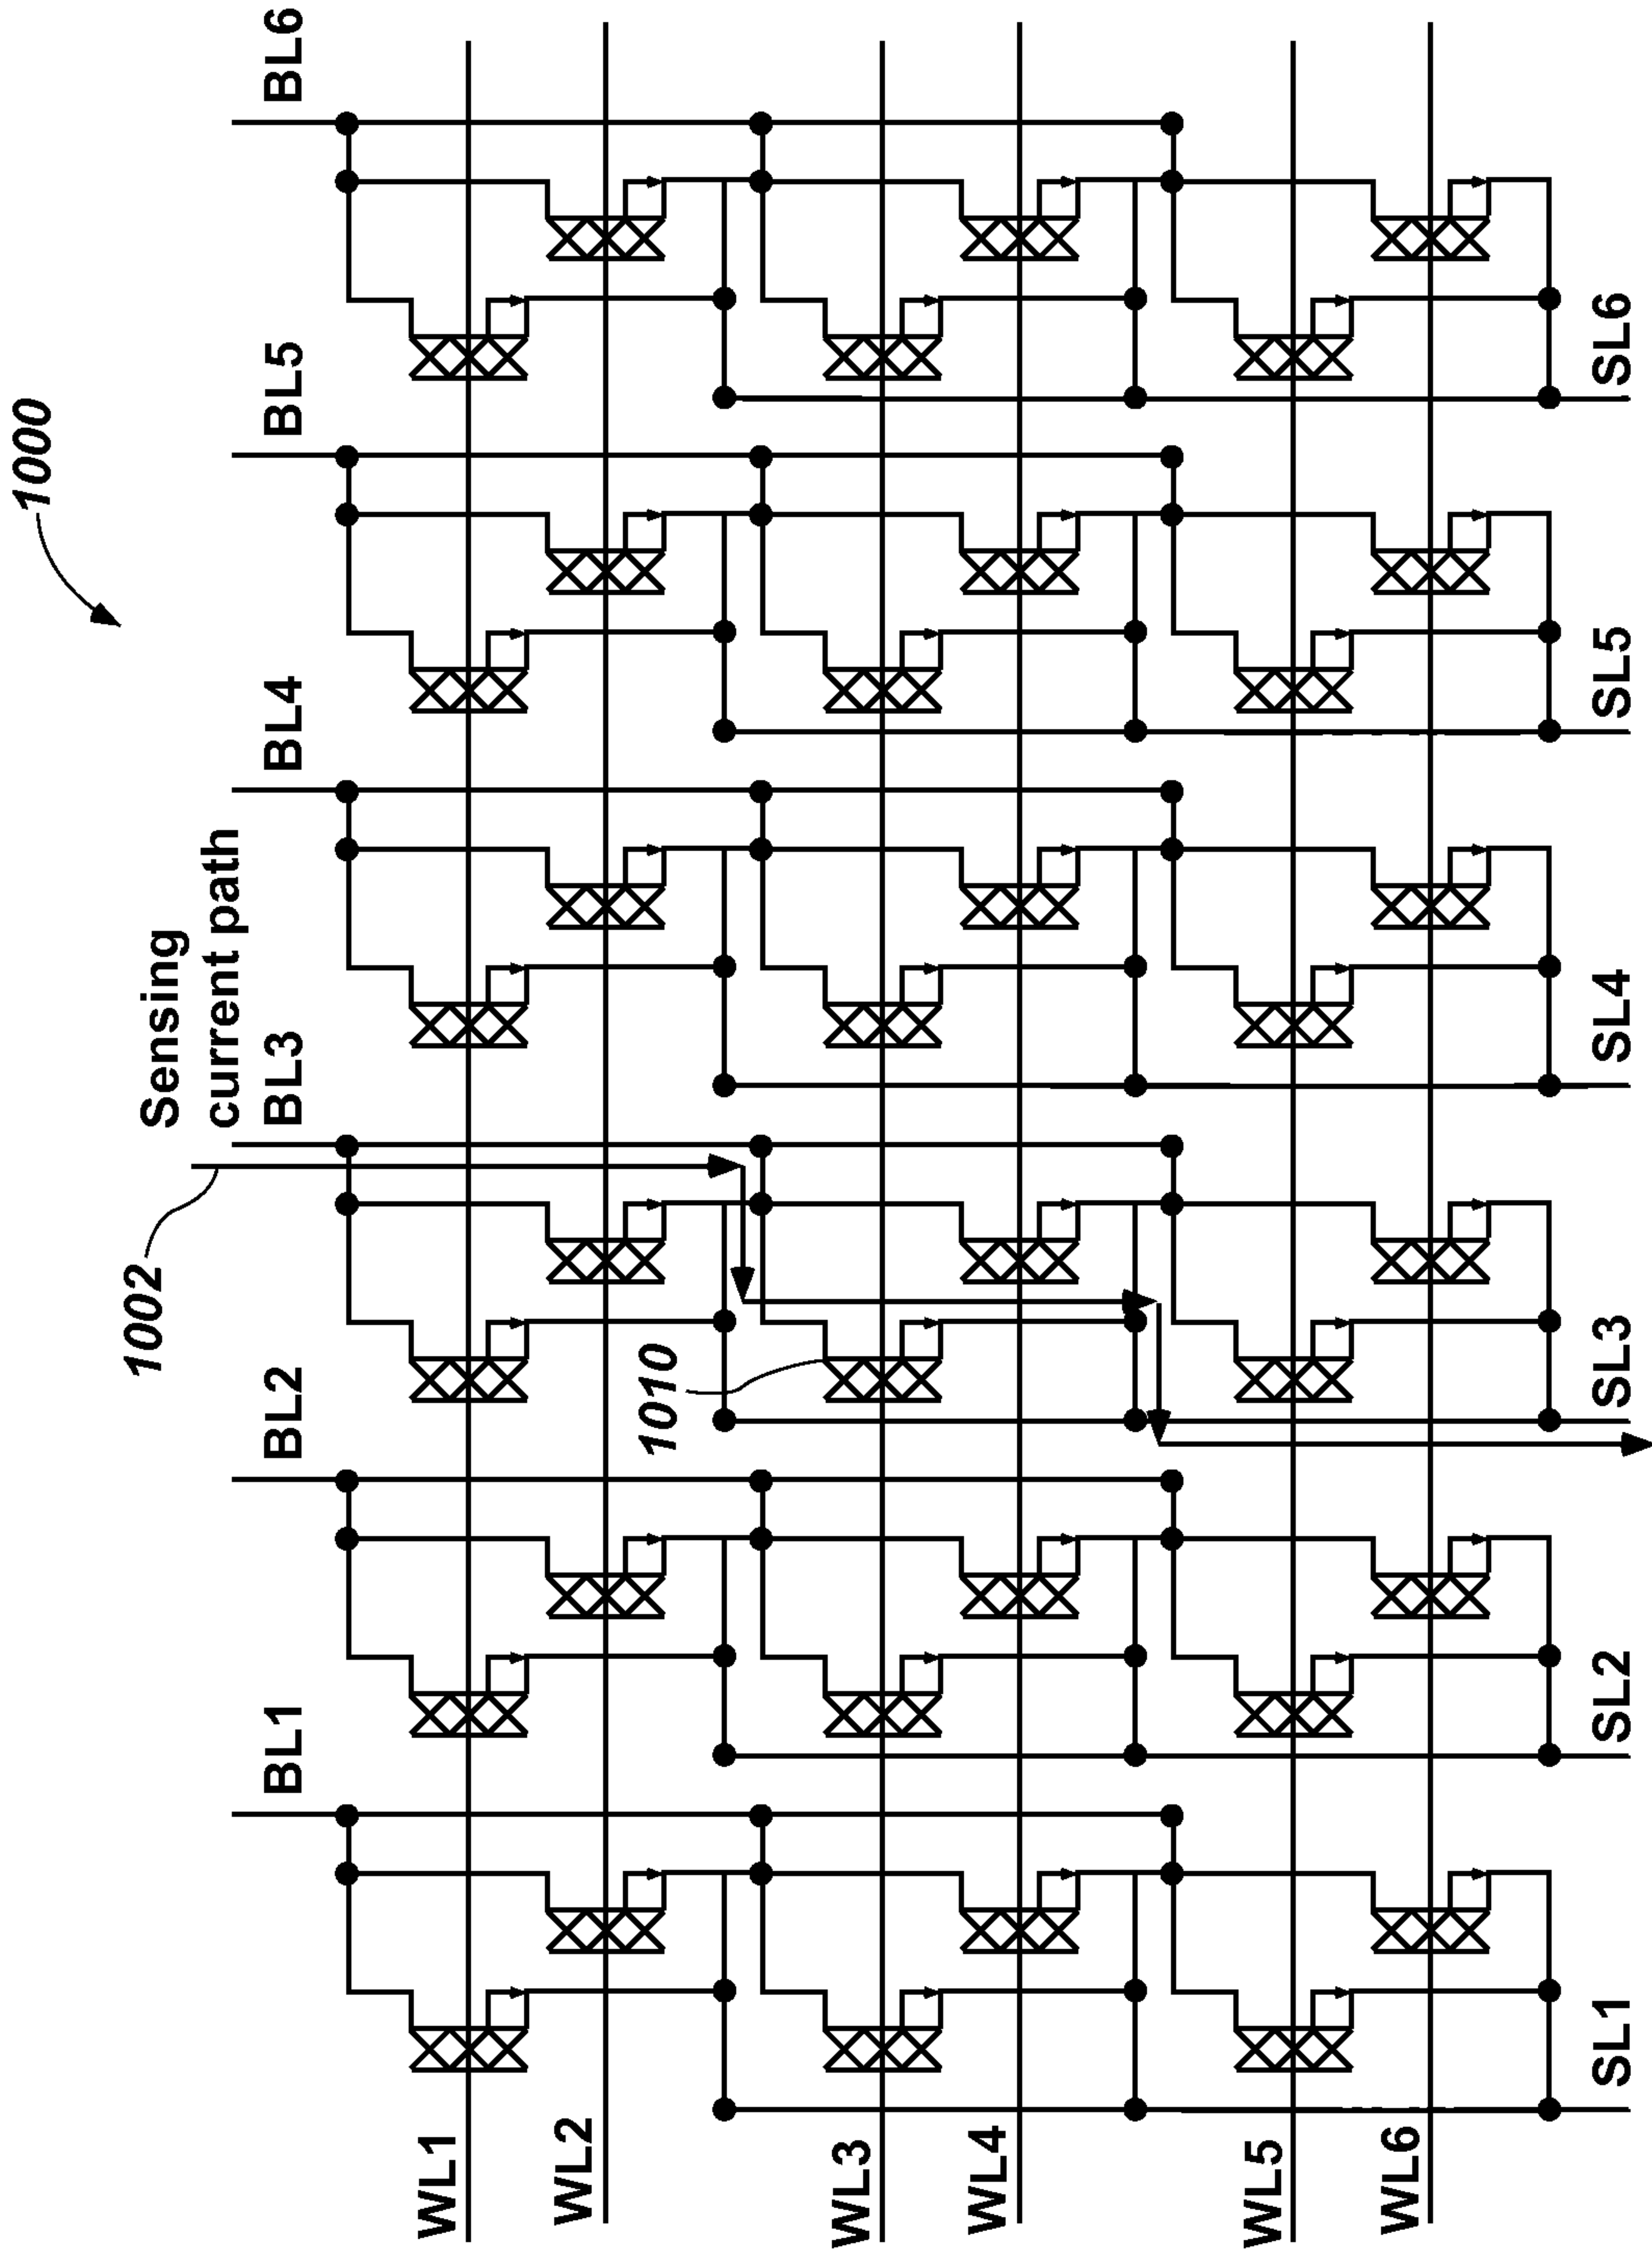 1000
1002
Sensing
current path
BL1
BL2
BL3
BL4
BL5
BL6
WL1
WL2
1010
WL3
WL4
WL5
WL6
SL1
SL2
SL3
SL4
SL5
SL6